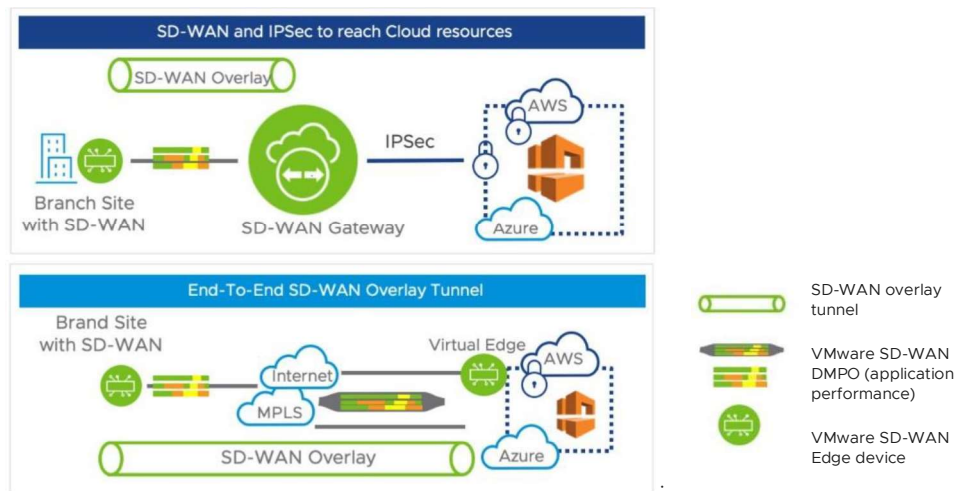 SD-WAN and IPSec to reach Cloud resources
SD-WAN Overlay
AWS
IPSec
Branch Site
with SD-WAN
SD-WAN Gateway
Azure
End-To-End SD-WAN Overlay Tunnel
Brand Site
with SD-WAN
Virtual Edge
AWS
Internet
MPLS
SD-WAN Overlay
Azure
.
SD-WAN overlay
tunnel
VMware SD-WAN
DMPO (application
performance)
VMware SD-WAN
Edge device